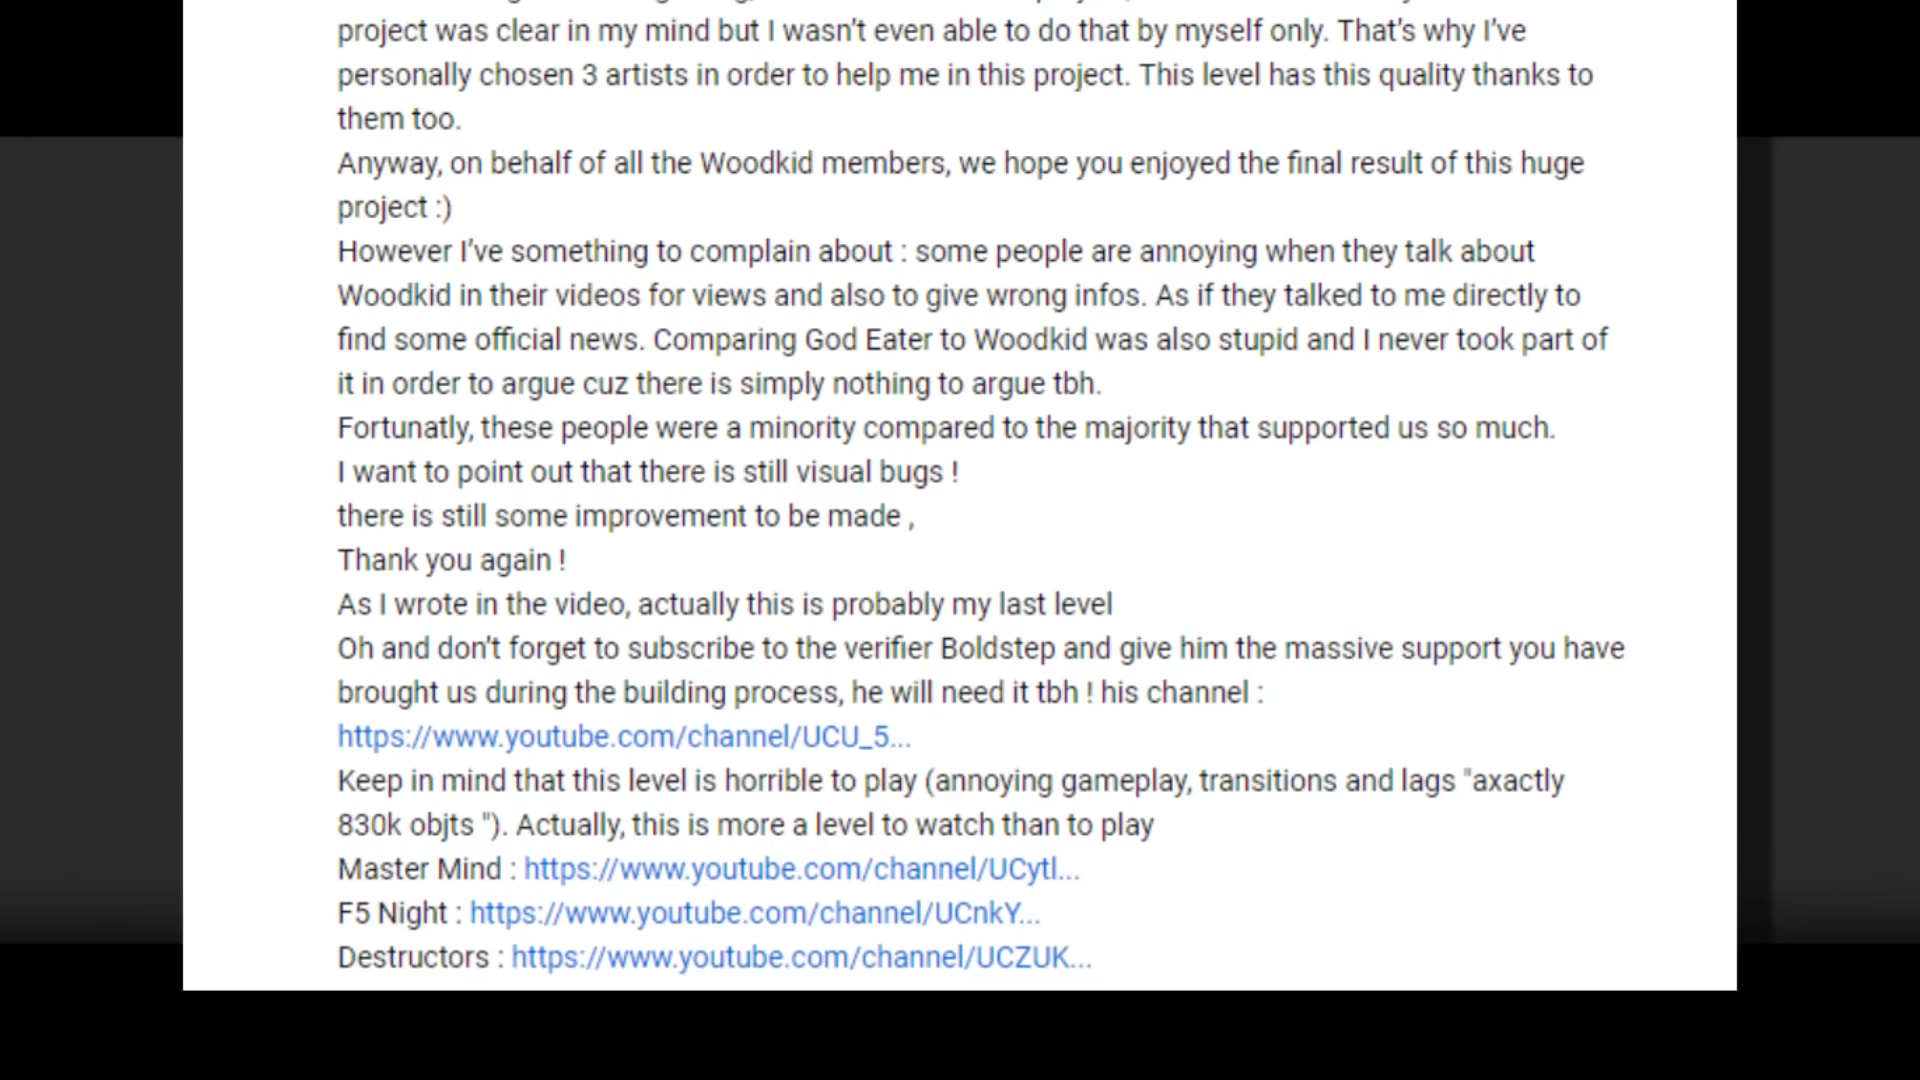 project was clear in my mind but I wasn't even able to do that by myself only. That's why I've
personally chosen 3 artists in order to help me in this project. This level has this quality thanks to
them too.
Anyway, on behalf of all the Woodkid members, we hope you enjoyed the final result of this huge
project :)
However I've something to complain about : some people are annoying when they talk about
Woodkid in their videos for views and also to give wrong infos. As if they talked to me directly to
find some official news. Comparing God Eater to Woodkid was also stupid and I never took part of
it in order to argue cuz there is simply nothing to argue tbh.
Fortunatly, these people were a minority compared to the majority that supported us so much.
I want to point out that there is still visual bugs !
there is still some improvement to be made ,
Thank you again !
As I wrote in the video, actually this is probably my last level
Oh and don't forget to subscribe to the verifier Boldstep and give him the massive support you have
brought us during the building process, he will need it tbh ! his channel :
https://www.youtube.com/channel/UCU_5...
Keep in mind that this level is horrible to play (annoying gameplay, transitions and lags "axactly
830k objts "). Actually, this is more a level to watch than to play
Master Mind : https://www.youtube.com/channel/UCytl...
F5 Night : https://www.youtube.com/channel/UCnkY...
Destructors : https://www.youtube.com/channel/UCZUK...